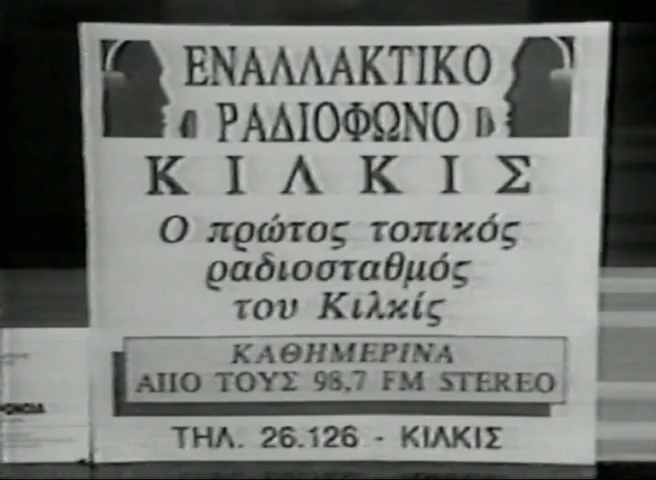 ΕΝΑΛΛΑΚΤΙΚΟ
ΡΑΔΙΟΦΩΝΟ
ΚΙΛΚΙΣ
Ο πρώτος τοπικός
ραδιοσταθμός
του Κιλκίς
ΚΑΘΗΜΕΡΙΝΑ
ΑΠΟ ΤΟΥΣ 98,7 FM STEREO
ΤΗΛ. 26.126 - ΚΙΛΚΙΣ